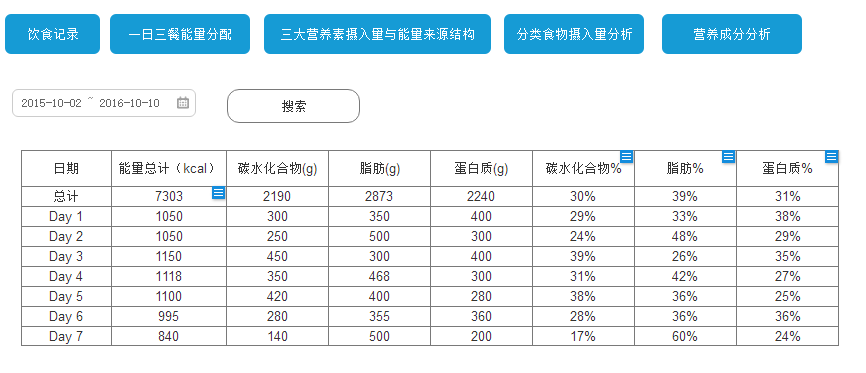 饮食记录 一日三餐能量分配 三大营养素摄入量与能量来源结构 分类食物摄入量分析 营养成分分析
2015-10-02 ~ 2016-10-10 搜索
日期 能量总计（kcal） 碳水化合物(g) 脂肪(g) 蛋白质(g) 碳水化合物% 脂肪% 蛋白质%
总计 7303 2190 2873 2240 30% 39% 31%
Day 1 1050 300 350 400 29% 33% 38%
Day 2 1050 250 500 300 24% 48% 29%
Day 3 1150 450 300 400 39% 26% 35%
Day 4 1118 350 468 300 31% 42% 27%
Day 5 1100 420 400 280 38% 36% 25%
Day 6 995 280 355 360 28% 36% 36%
Day 7 840 140 500 200 17% 60% 24%